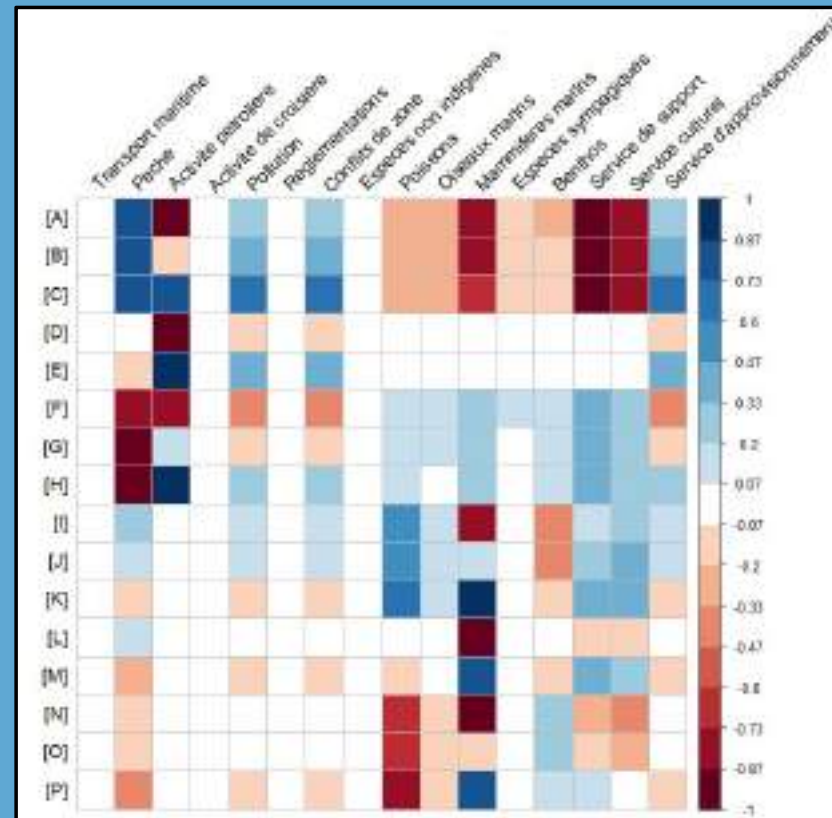 Transport maritime
Pêche
Activité pétrolière
Activité de croisière
Pollution
Réglementations
Conflits de zone
Espèces non indigènes
Poissons
Oiseaux marins
Mammifères marins
Espèces sympagiques
Benthos
Service de support
Service culturel
Service d'approvisionnement
[A]
[B]
[C]
[D]
[E]
[F]
[G]
[H]
[I]
[J]
[K]
[L]
[M]
[N]
[O]
[P]
1
0.87
0.73
0.6
0.47
0.33
0.2
0.07
-0.07
-0.2
-0.33
-0.47
-0.6
-0.73
-0.87
-1